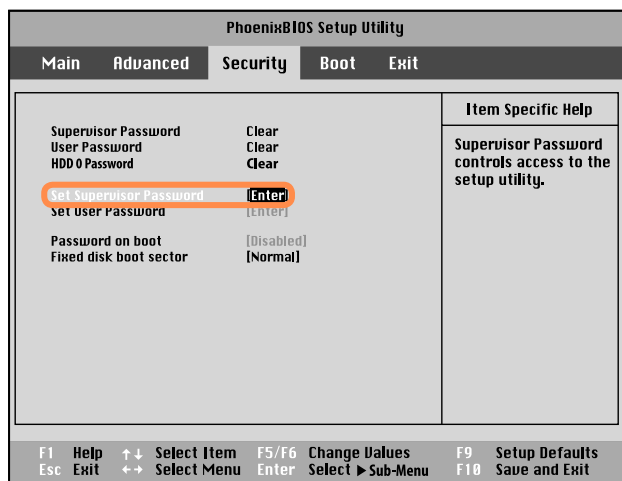 PhoenixBIOS Setup Utility
Main Advanced Security Boot Exit
Item Specific Help
Supervisor Password Clear
User Password Clear
HDD 0 Password Clear
Set Supervisor Password [Enter]
Set User Password [Enter]
Password on boot [Disabled]
Fixed disk boot sector [Normal]
Supervisor Password
controls access to the
setup utility.
F1 Help ↑↓ Select Item F5/F6 Change Values F9 Setup Defaults
Esc Exit ←→ Select Menu Enter Select ▶ Sub-Menu F10 Save and Exit